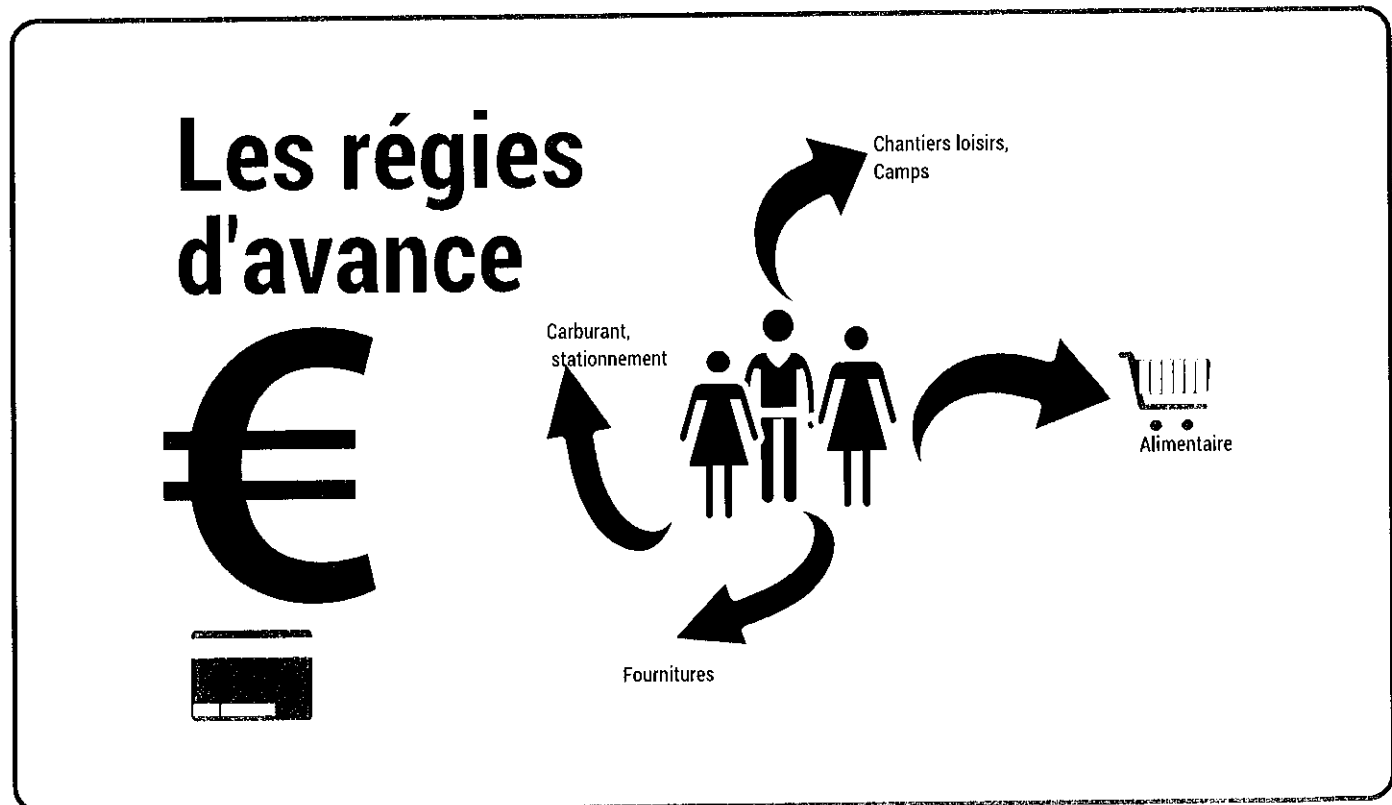 Les régies
d'avance
Chantiers loisirs,
Camps
Carburant,
stationnement
Alimentaire
Fournitures